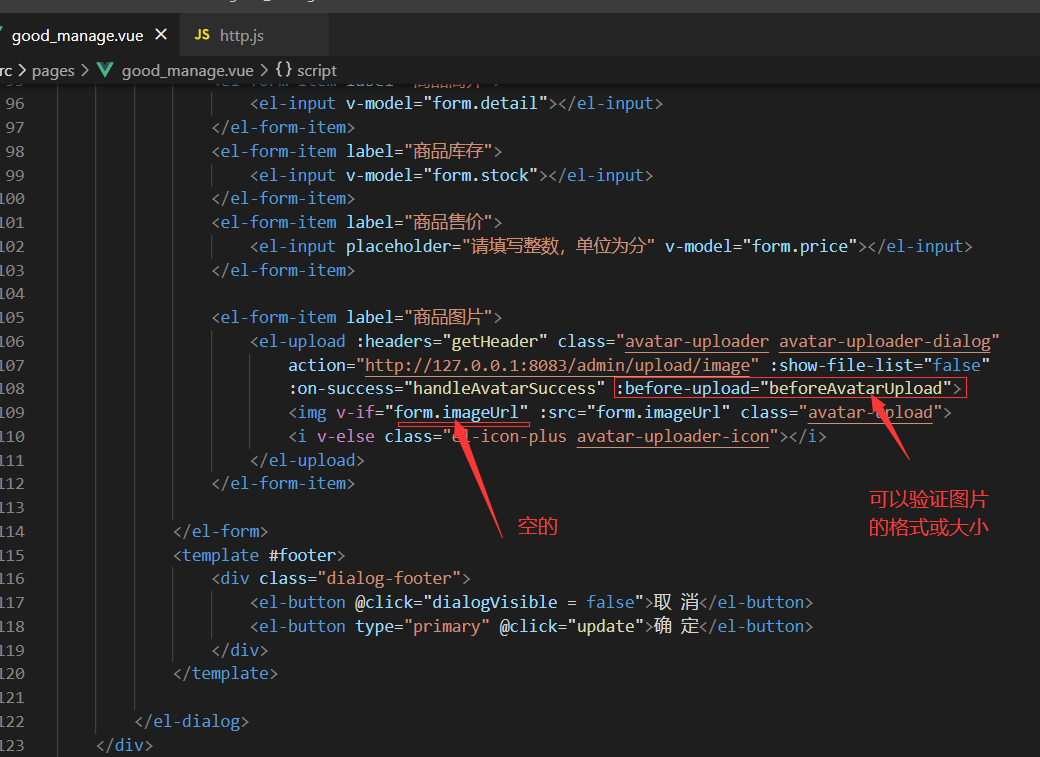 good_manage.vue ✕ JS http.js
rc > pages > good_manage.vue > {} script
96 <el-input v-model="form.detail"></el-input>
97 </el-form-item>
98 <el-form-item label="商品库存">
99 <el-input v-model="form.stock"></el-input>
100 </el-form-item>
101 <el-form-item label="商品售价">
102 <el-input placeholder="请填写整数，单位为分" v-model="form.price"></el-input>
103 </el-form-item>
104
105 <el-form-item label="商品图片">
106 <el-upload :headers="getHeader" class="avatar-uploader avatar-uploader-dialog"
107 action="http://127.0.0.1:8083/admin/upload/image" :show-file-list="false"
108 :on-success="handleAvatarSuccess" :before-upload="beforeAvatarUpload">
109 <img v-if="form.imageUrl" :src="form.imageUrl" class="avatar-upload">
110 <i v-else class="el-icon-plus avatar-uploader-icon"></i>
111 </el-upload>
112 </el-form-item>
113
114 </el-form>
115 <template #footer>
116 <div class="dialog-footer">
117 <el-button @click="dialogVisible = false">取 消</el-button>
118 <el-button type="primary" @click="update">确 定</el-button>
119 </div>
120 </template>
121
122 </el-dialog>
123 </div>
空的
可以验证图片
的格式或大小